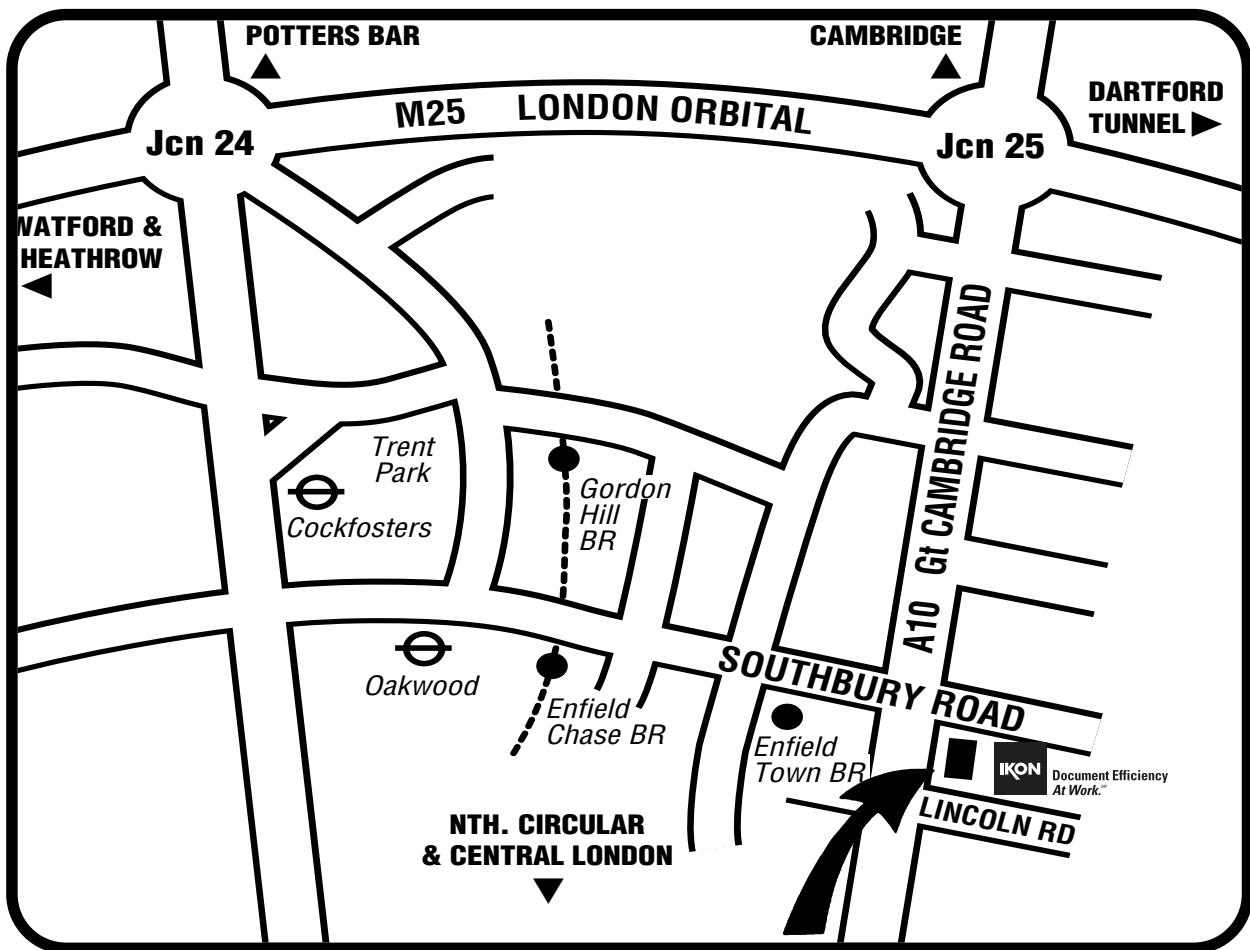 POTTERS BAR
CAMBRIDGE
DARTFORD
TUNNEL
M25 LONDON ORBITAL
Jcn 24
Jcn 25
WATFORD &
HEATHROW
Trent
Park
Cockfosters
Gordon
Hill
BR
A10 Gt CAMBRIDGE ROAD
Oakwood
Enfield
Chase BR
SOUTHBURY ROAD
Enfield
Town BR
IKON
Document Efficiency
At Work.℠
LINCOLN RD
NTH. CIRCULAR
& CENTRAL LONDON